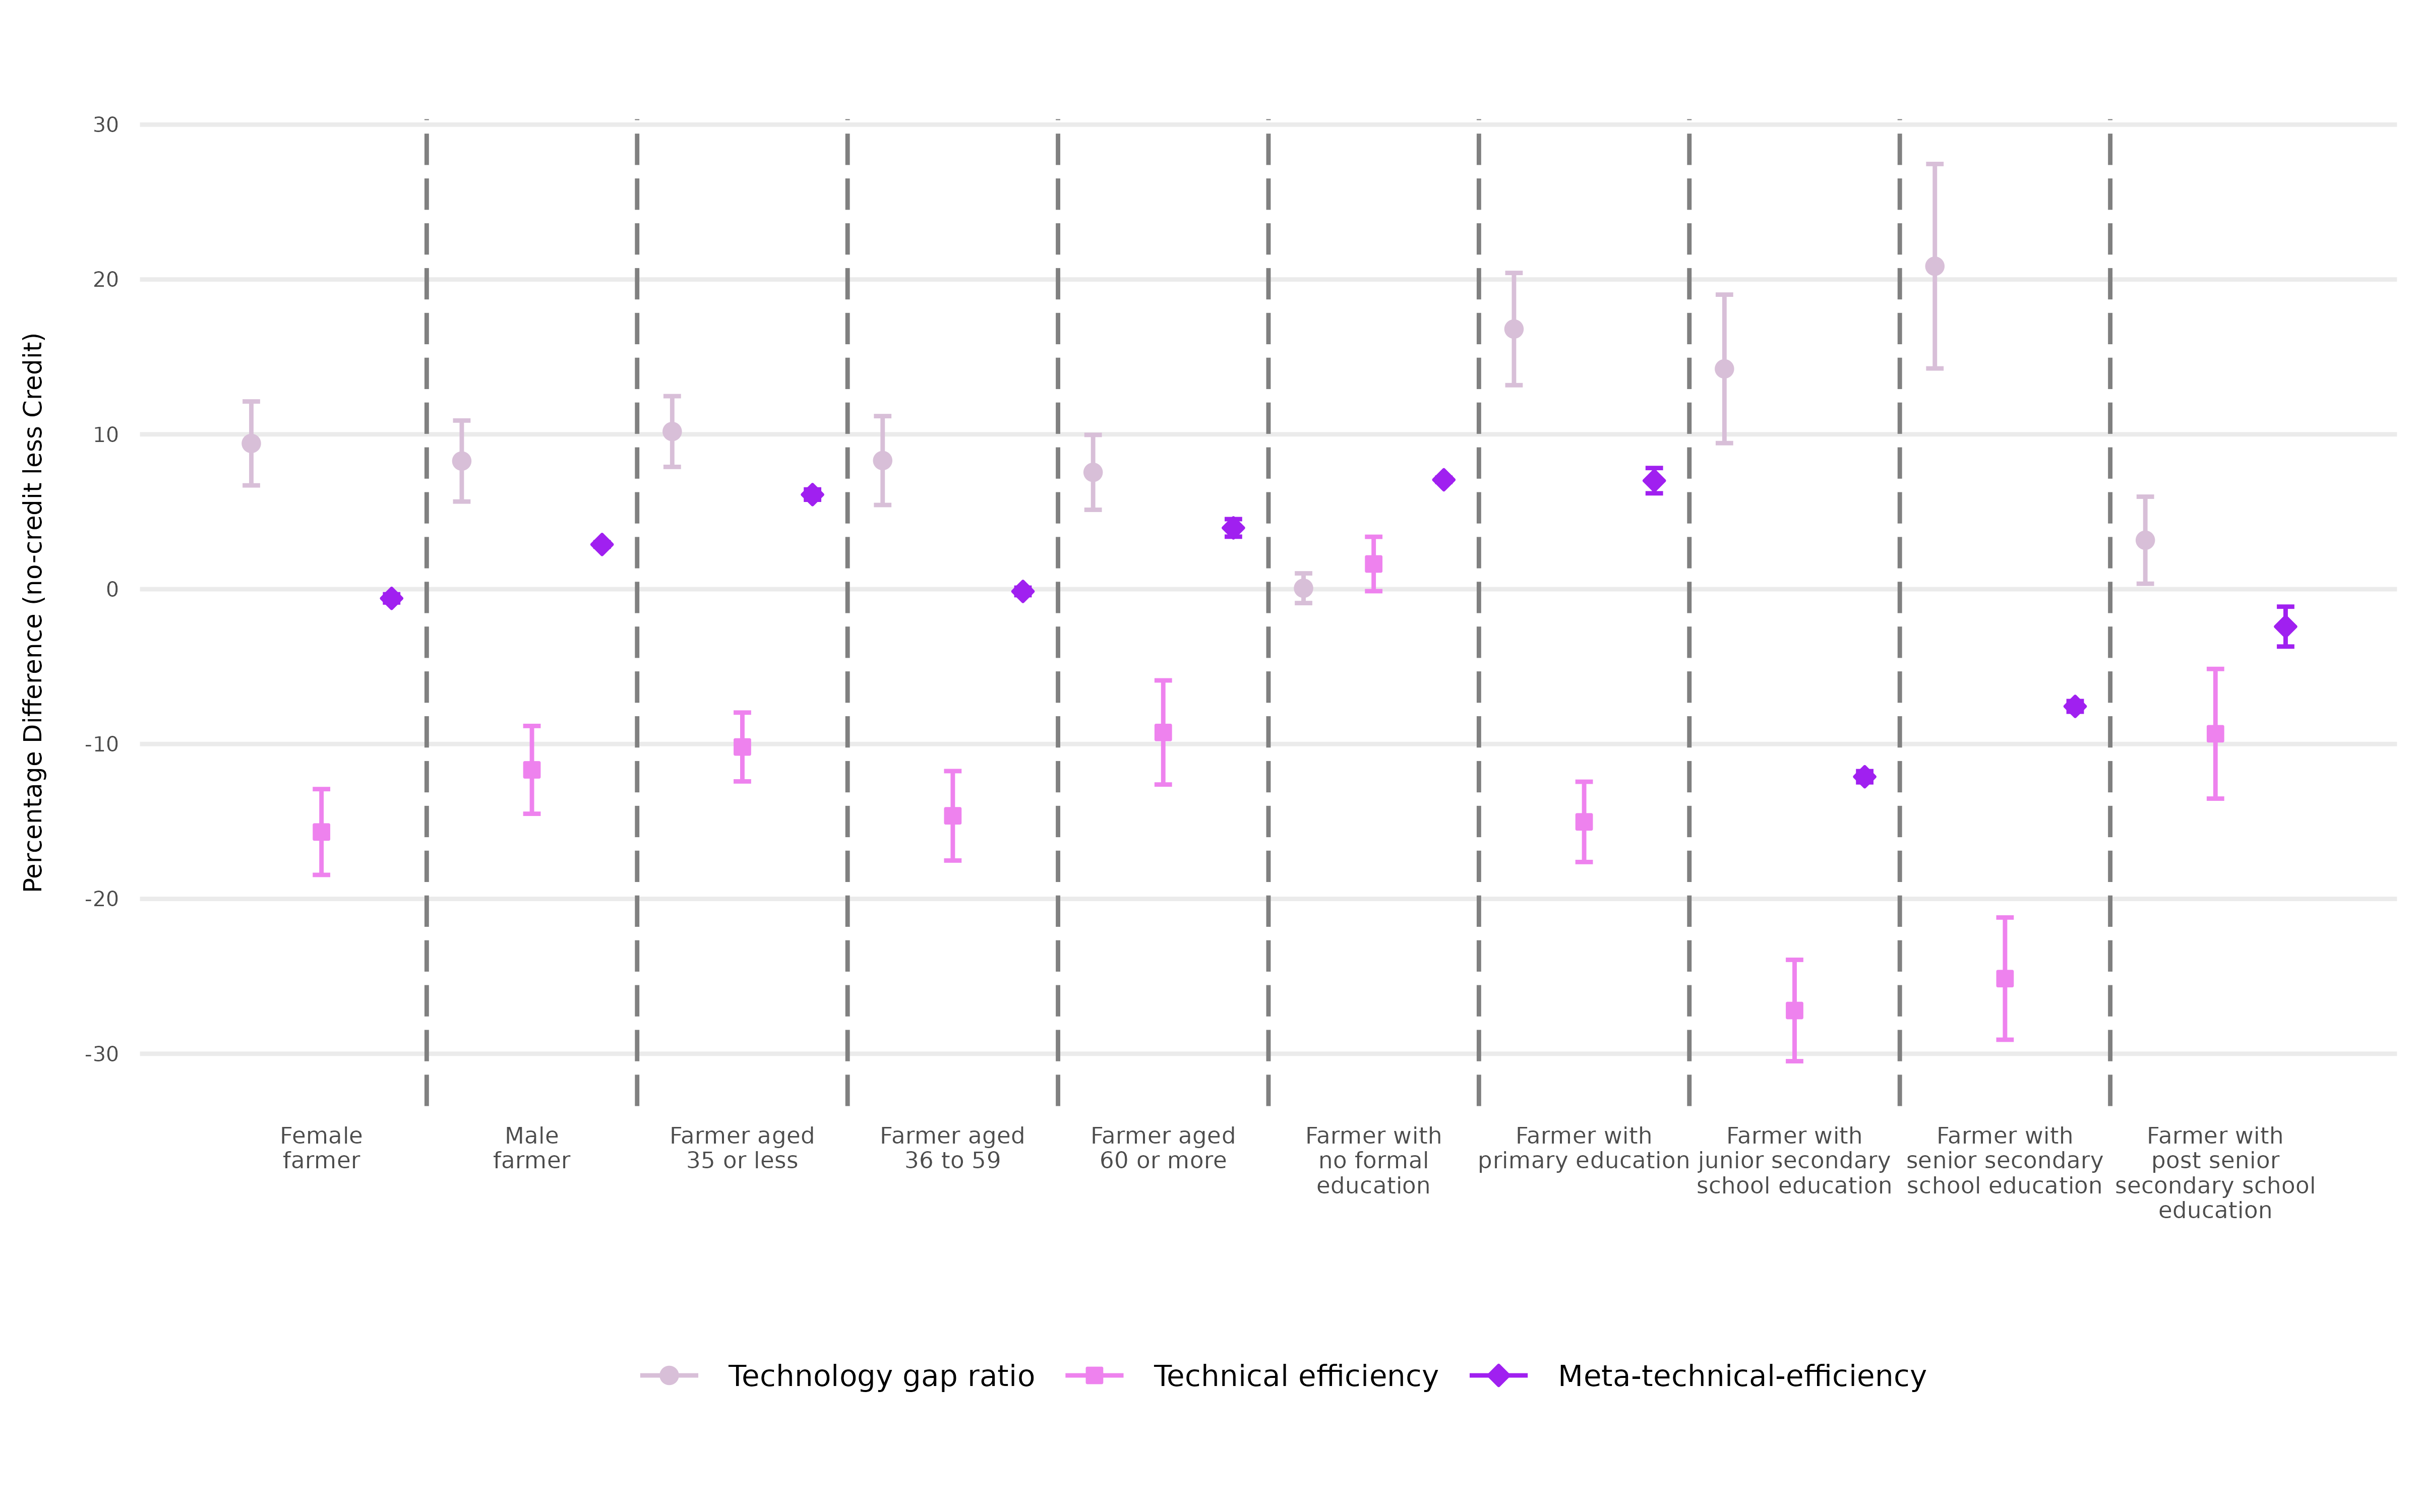 Percentage Difference (no-credit less Credit)
30
20
10
0
-10
-20
-30
Female
farmer
Male
farmer
Farmer aged
35 or less
Farmer aged
36 to 59
Farmer aged
60 or more
Farmer with
no formal
education
Farmer with
primary education
Farmer with
junior secondary
school education
Farmer with
senior secondary
school education
Farmer with
post senior
secondary school
education
Technology gap ratio
Technical efficiency
Meta-technical-efficiency